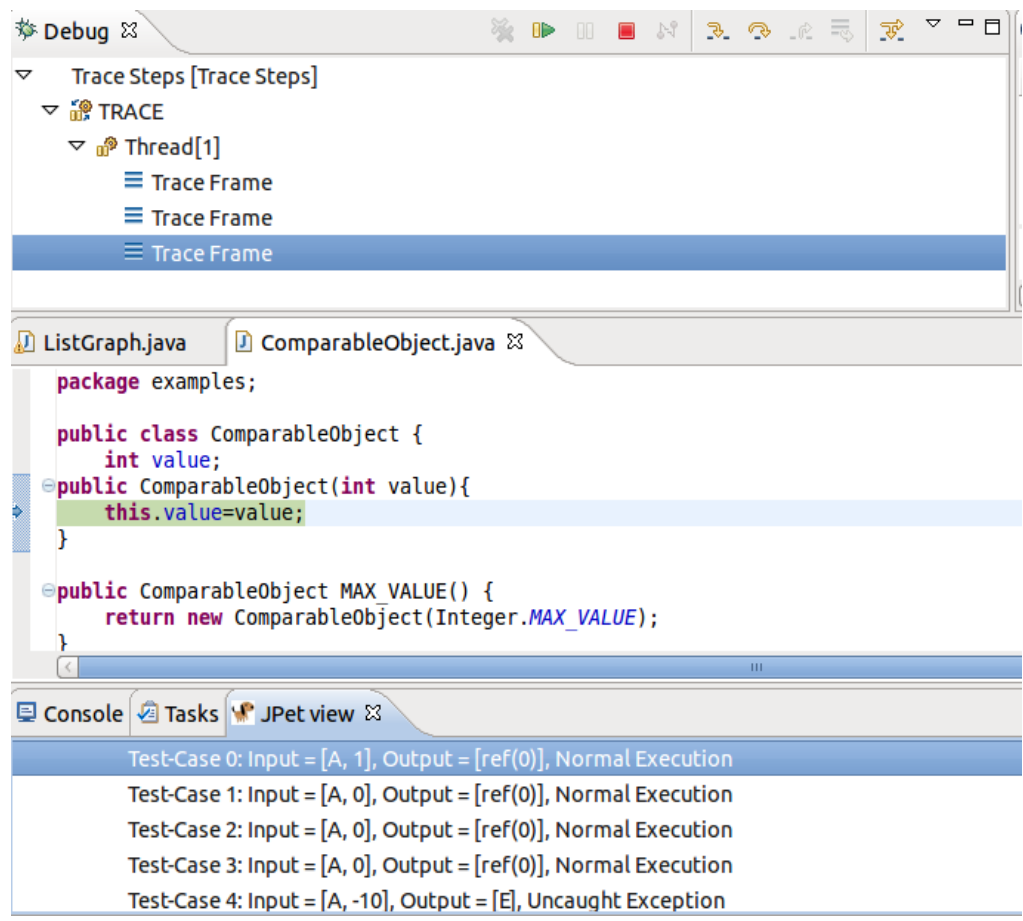 Debug
Trace Steps [Trace Steps]
TRACE
Thread[1]
Trace Frame
Trace Frame
Trace Frame
ListGraph.java ComparableObject.java
package examples;
public class ComparableObject {
int value;
public ComparableObject(int value){
this.value=value;
}
public ComparableObject MAX_VALUE() {
return new ComparableObject(Integer.MAX_VALUE);
}
Console Tasks JPet view
Test-Case 0: Input = [A, 1], Output = [ref(0)], Normal Execution
Test-Case 1: Input = [A, 0], Output = [ref(0)], Normal Execution
Test-Case 2: Input = [A, 0], Output = [ref(0)], Normal Execution
Test-Case 3: Input = [A, 0], Output = [ref(0)], Normal Execution
Test-Case 4: Input = [A, -10], Output = [E], Uncaught Exception